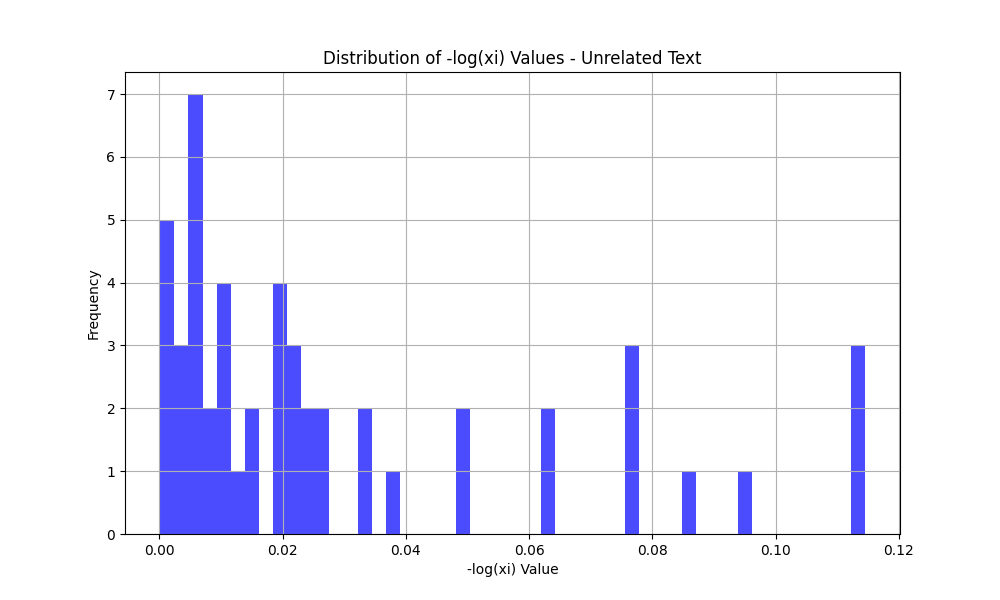 Distribution of -log(xi) Values - Unrelated Text
7
6
5
4
3
2
1
0
Frequency
0.00 0.02 0.04 0.06 0.08 0.10 0.12
-log(xi) Value